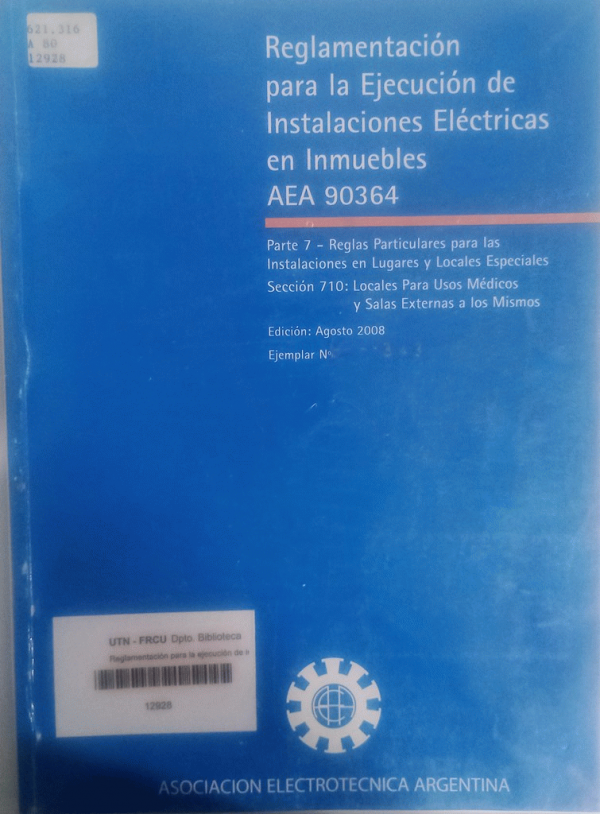 621.316
A 80
12928
Reglamentación
para la Ejecución de
Instalaciones Eléctricas
en Inmuebles
AEA 90364
Parte 7 - Reglas Particulares para las
Instalaciones en Lugares y Locales Especiales
Sección 710: Locales Para Usos Médicos
y Salas Externas a los Mismos
Edición: Agosto 2008
Ejemplar Nº
UTN - FRCU Dpto. Biblioteca
Reglamentación para la ejecución de i
12928
ASOCIACION ELECTROTECNICA ARGENTINA